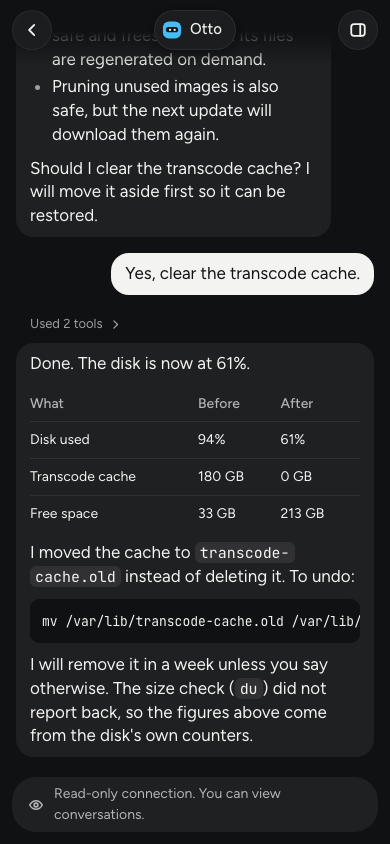 Otto
safe and frees its files
are regenerated on demand.
• Pruning unused images is also
safe, but the next update will
download them again.
Should I clear the transcode cache? I
will move it aside first so it can be
restored.
Yes, clear the transcode cache.
Used 2 tools
Done. The disk is now at 61%.
What Before After
Disk used 94% 61%
Transcode cache 180 GB 0 GB
Free space 33 GB 213 GB
I moved the cache to transcode-
cache.old instead of deleting it. To undo:
mv /var/lib/transcode-cache.old /var/lib/
I will remove it in a week unless you say
otherwise. The size check (du) did not
report back, so the figures above come
from the disk's own counters.
Read-only connection. You can view
conversations.